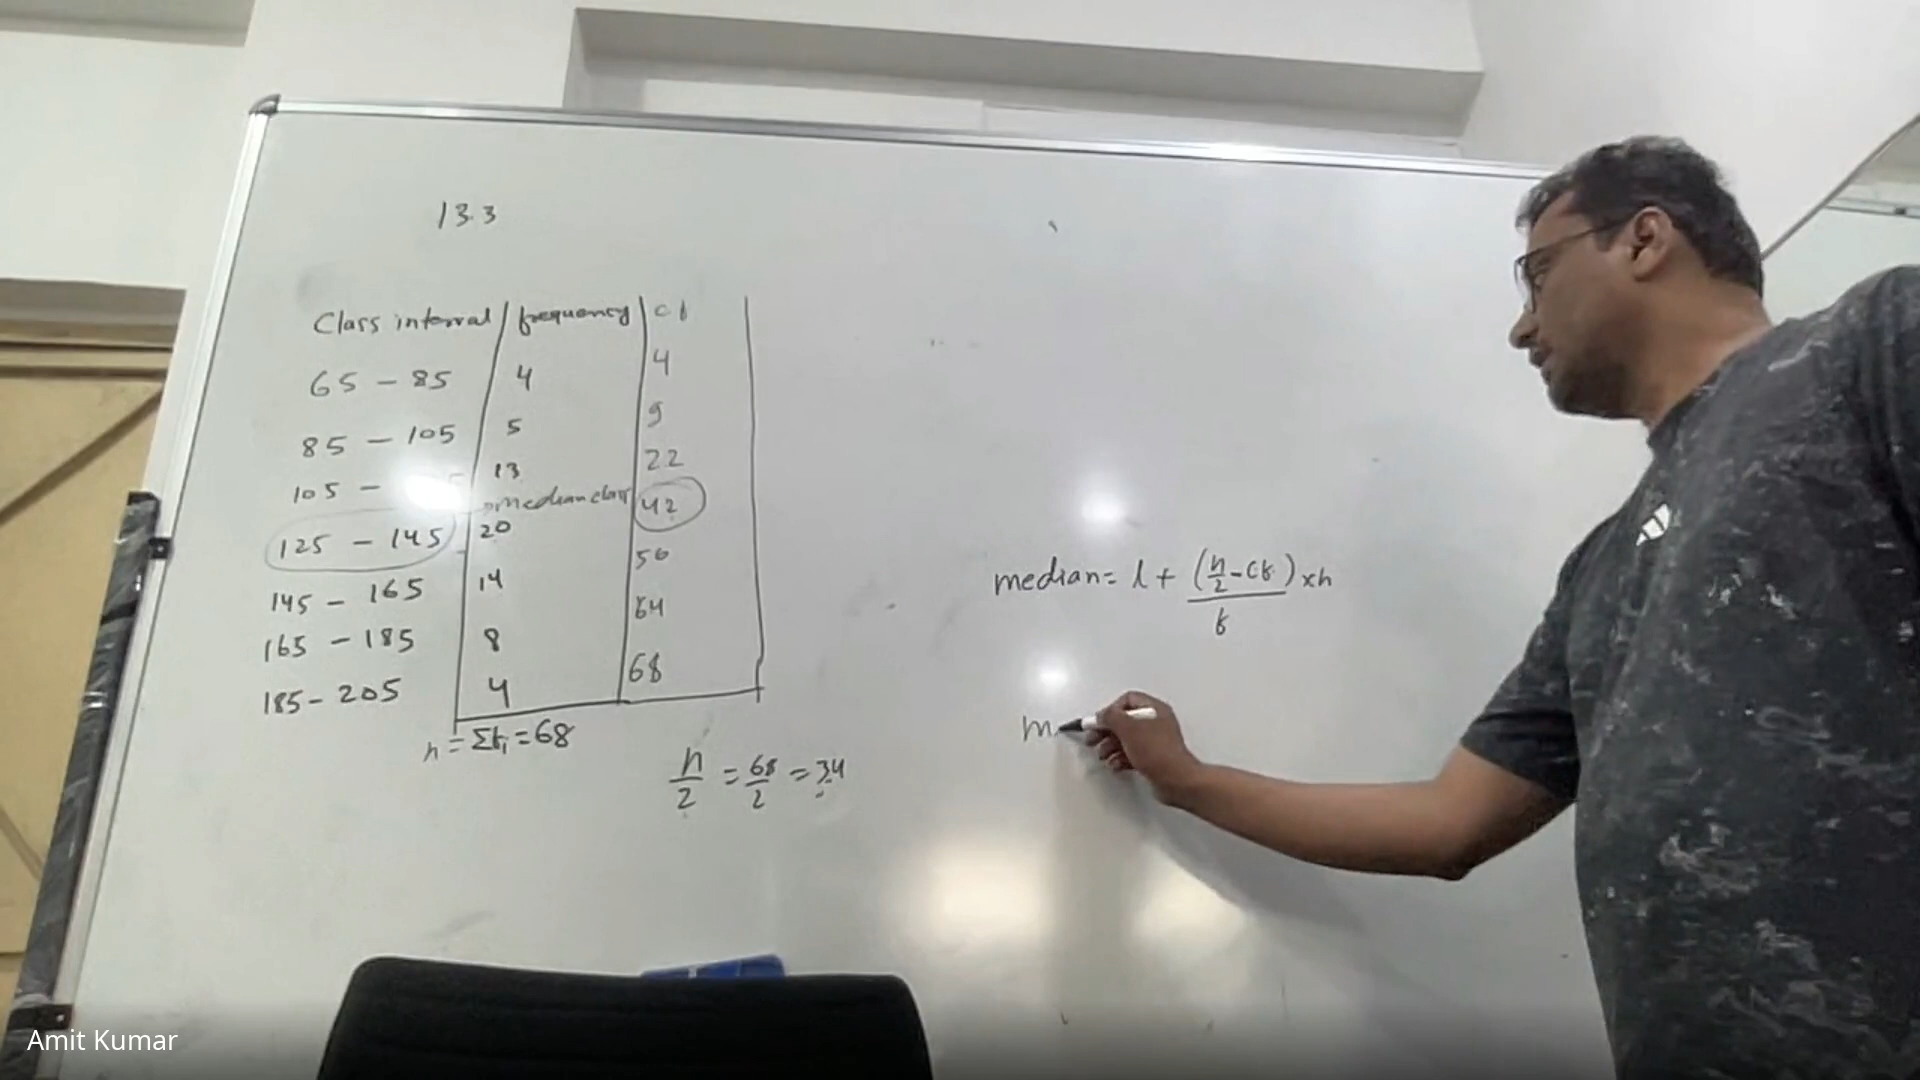 13.3
Class interval frequency cf
65 - 85 4 4
85 - 105 5 9
105 - 13 22
median class
125 - 145 20 42
145 - 165 14 56
165 - 185 8 64
185 - 205 4 68
n = Σfi = 68
n/2 = 68/2 = 34
median = l + (n/2 - cf)/f × h
m
Amit Kumar